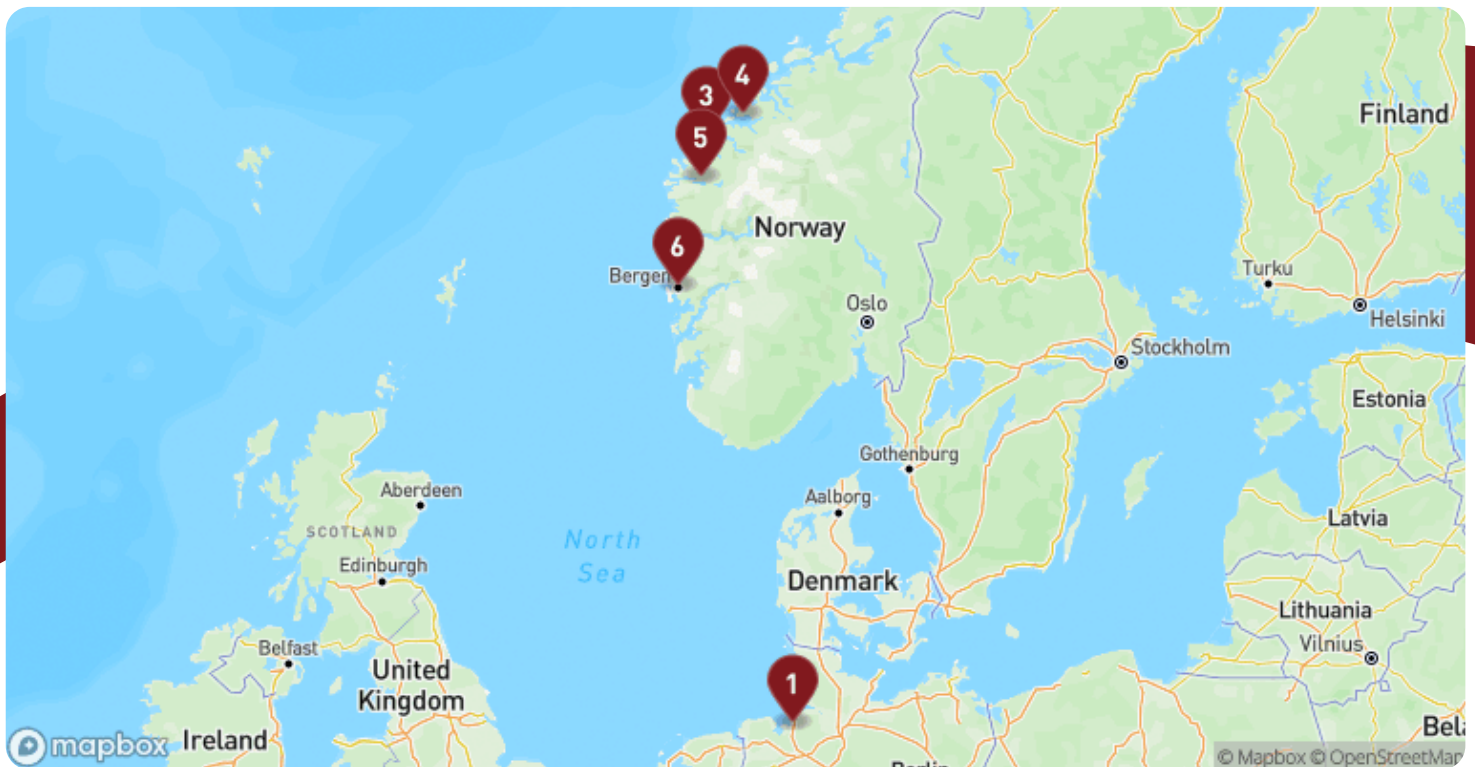 4
3
Finland
5
Norway
6
Bergen
Turku
Oslo
Helsinki
Stockholm
Estonia
Gothenburg
Aberdeen
Aalborg
Latvia
SCOTLAND
North
Sea
Edinburgh
Denmark
Lithuania
Vilnius
Belfast
United
Kingdom
1
Bela
Ireland
mapbox
© Mapbox © OpenStreetMap